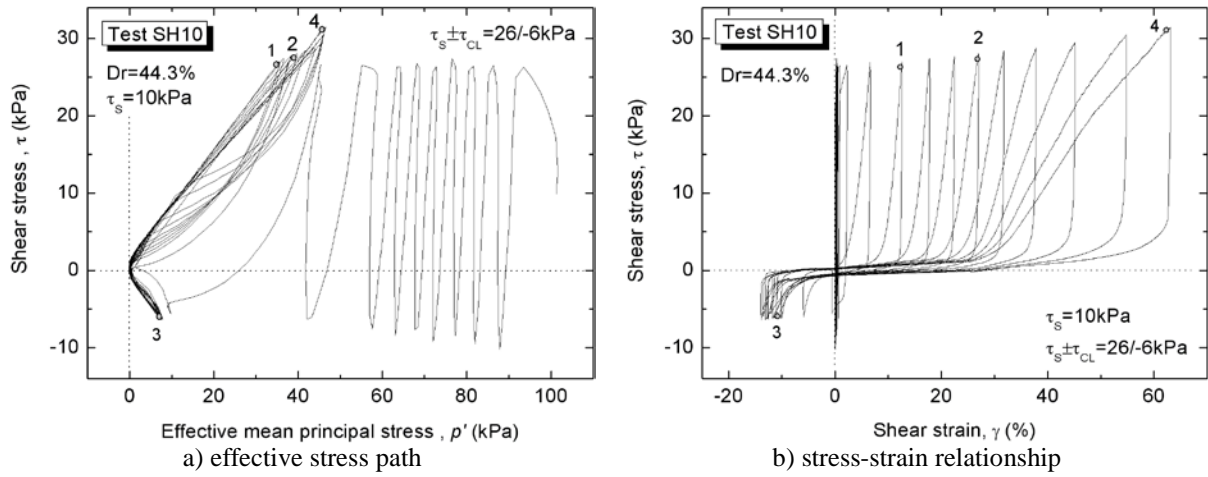 Test SH10
Dr=44.3%
τS=10kPa
τS±τCL=26/-6kPa
1
2
3
4
30
20
10
0
-10
Shear stress , τ (kPa)
0
20
40
60
80
100
Effective mean principal stress , p' (kPa)
a) effective stress path
Test SH10
Dr=44.3%
1
2
3
4
τS=10kPa
τS±τCL=26/-6kPa
30
20
10
0
-10
Shear stress, τ (kPa)
-20
0
20
40
60
Shear strain, γ (%)
b) stress-strain relationship